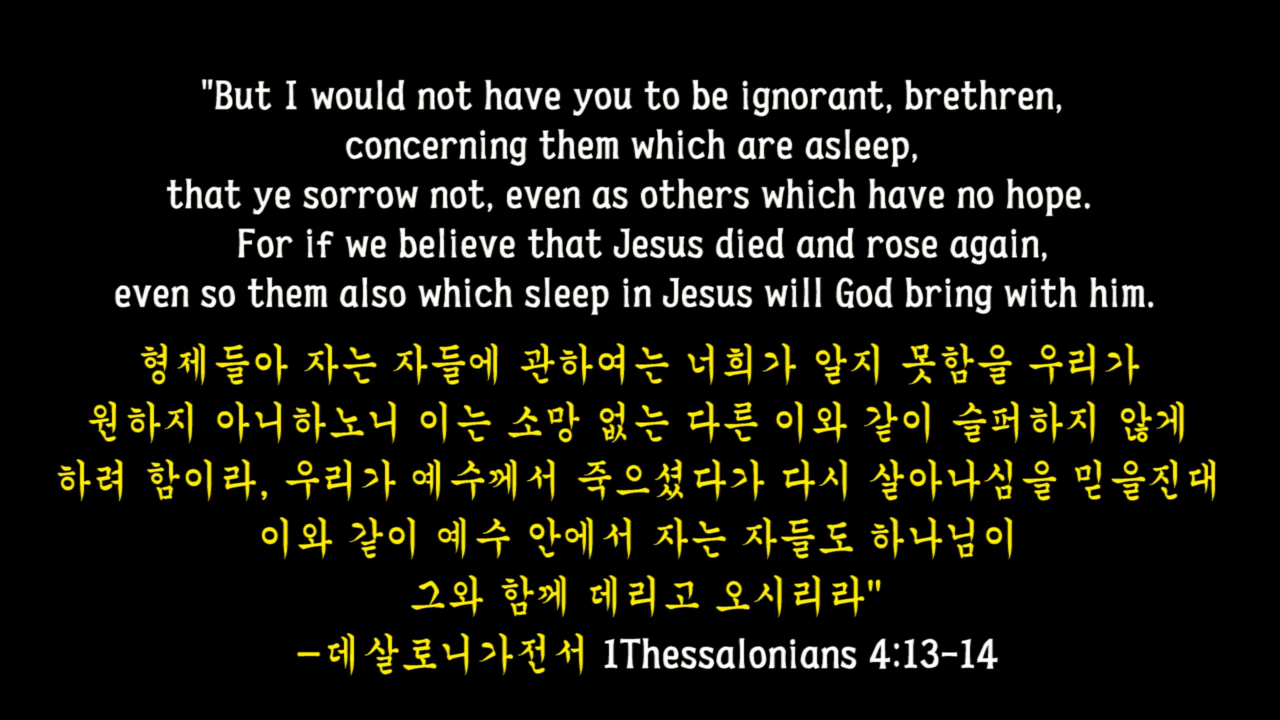 "But I would not have you to be ignorant, brethren,
concerning them which are asleep,
that ye sorrow not, even as others which have no hope.
For if we believe that Jesus died and rose again,
even so them also which sleep in Jesus will God bring with him.
형제들아 자는 자들에 관하여는 너희가 알지 못함을 우리가
원하지 아니하노니 이는 소망 없는 다른 이와 같이 슬퍼하지 않게
하려 함이라, 우리가 예수께서 죽으셨다가 다시 살아나심을 믿을진대
이와 같이 예수 안에서 자는 자들도 하나님이
그와 함께 데리고 오시리라"
-데살로니가전서 1Thessalonians 4:13-14